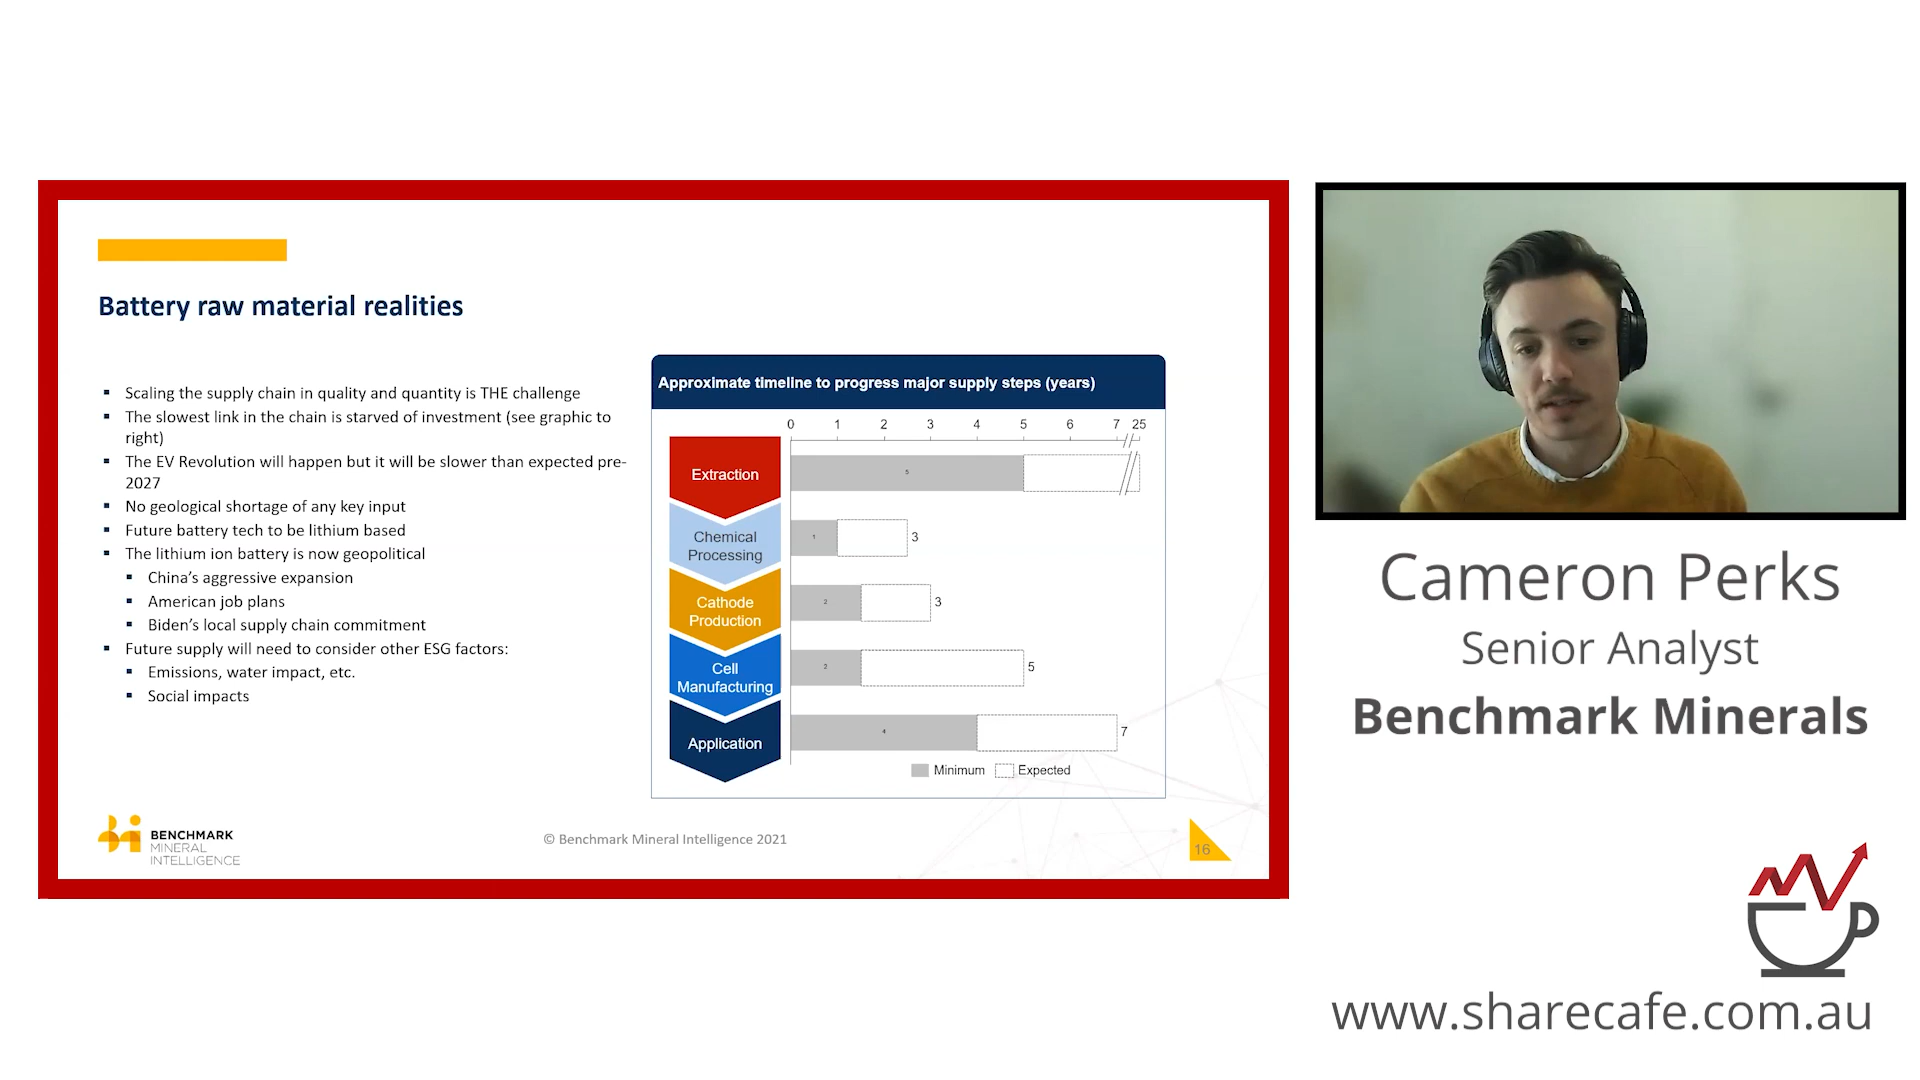 Battery raw material realities
Scaling the supply chain in quality and quantity is THE challenge
The slowest link in the chain is starved of investment (see graphic to
right)
The EV Revolution will happen but it will be slower than expected pre-
2027
No geological shortage of any key input
Future battery tech to be lithium based
The lithium ion battery is now geopolitical
China's aggressive expansion
American job plans
Biden's local supply chain commitment
Future supply will need to consider other ESG factors:
Emissions, water impact, etc.
Social impacts
Approximate timeline to progress major supply steps (years)
0 1 2 3 4 5 6 7 25
Extraction
5
Chemical
Processing
1
3
Cathode
Production
2
3
Cell
Manufacturing
2
5
Application
4
7
Minimum
Expected
BENCHMARK
MINERAL
INTELLIGENCE
© Benchmark Mineral Intelligence 2021
16
Cameron Perks
Senior Analyst
Benchmark Minerals
www.sharecafe.com.au